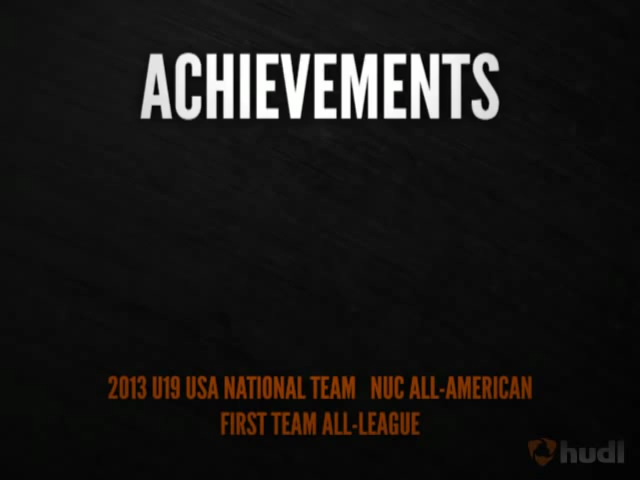 ACHIEVEMENTS
2013 U19 USA NATIONAL TEAM NUC ALL-AMERICAN
FIRST TEAM ALL-LEAGUE
hudl